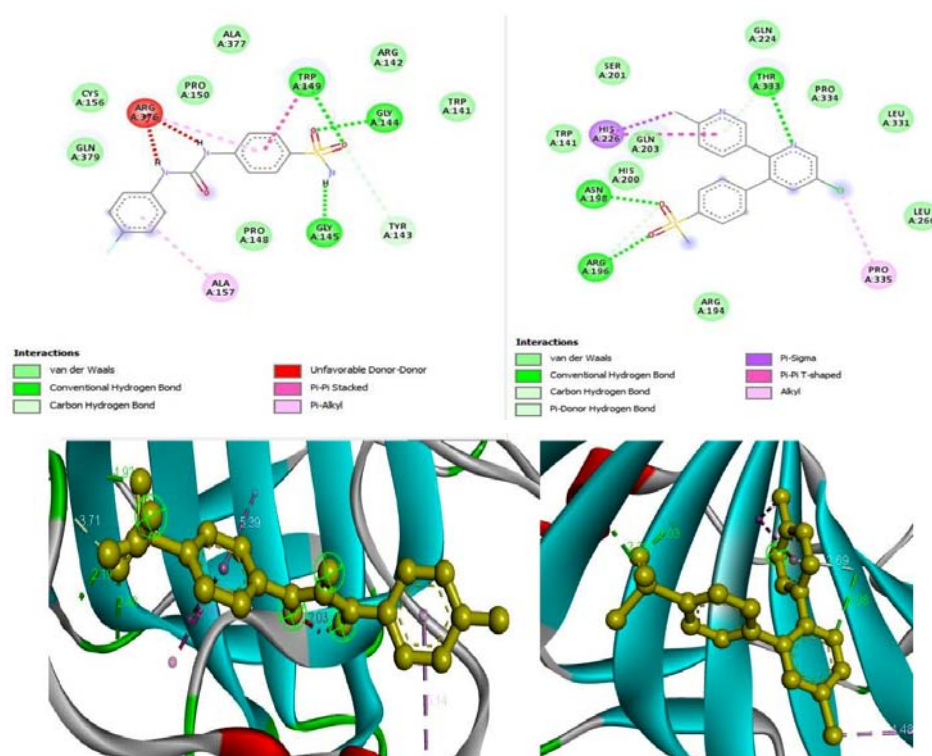 ALA
A:377
ARG
A:142
TRP
A:149
PRO
A:150
CYS
A:156
ARG
A:376
TRP
A:141
GLY
A:144
GLN
A:379
H
H
N
N
O
S
O
O
N
H
PRO
A:148
GLY
A:145
TYR
A:143
ALA
A:157
Interactions
van der Waals
Conventional Hydrogen Bond
Carbon Hydrogen Bond
Unfavorable Donor-Donor
Pi-Pi Stacked
Pi-Alkyl
GLN
A:224
SER
A:201
THR
A:333
PRO
A:334
LEU
A:331
TRP
A:141
HIS
A:226
GLN
A:203
HIS
A:200
ASN
A:198
N
N
O
S
O
LEU
ARG
A:196
PRO
A:335
ARG
A:194
Interactions
van der Waals
Conventional Hydrogen Bond
Carbon Hydrogen Bond
Pi-Donor Hydrogen Bond
Pi-Sigma
Pi-Pi T-shaped
Alkyl
3.71
5.39
2.03